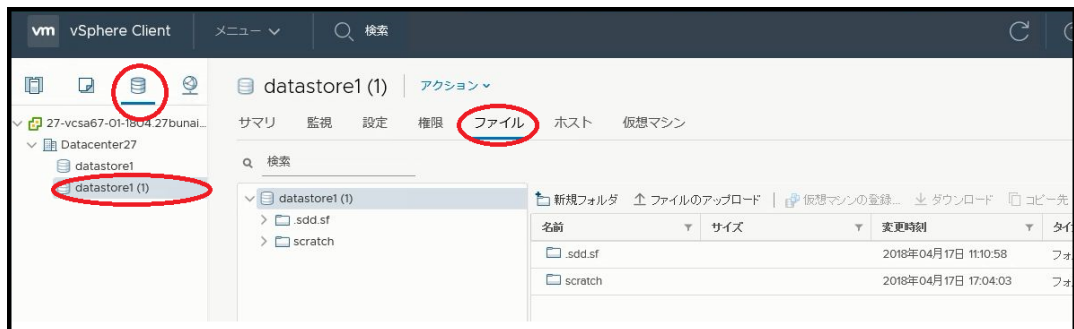 vm vSphere Client メニュー 検索
datastore1 (1) アクション
27-vcsa67-01-1804.27bunai...
サマリ 監視 設定 権限 ファイル ホスト 仮想マシン
Datacenter27
datastore1
検索
datastore1 (1)
datastore1 (1)
新規フォルダ ファイルのアップロード 仮想マシンの登録... ダウンロード コピー先
.sdd.sf
scratch
名前 サイズ 変更時刻
.sdd.sf 2018年04月17日 11:10:58
scratch 2018年04月17日 17:04:03